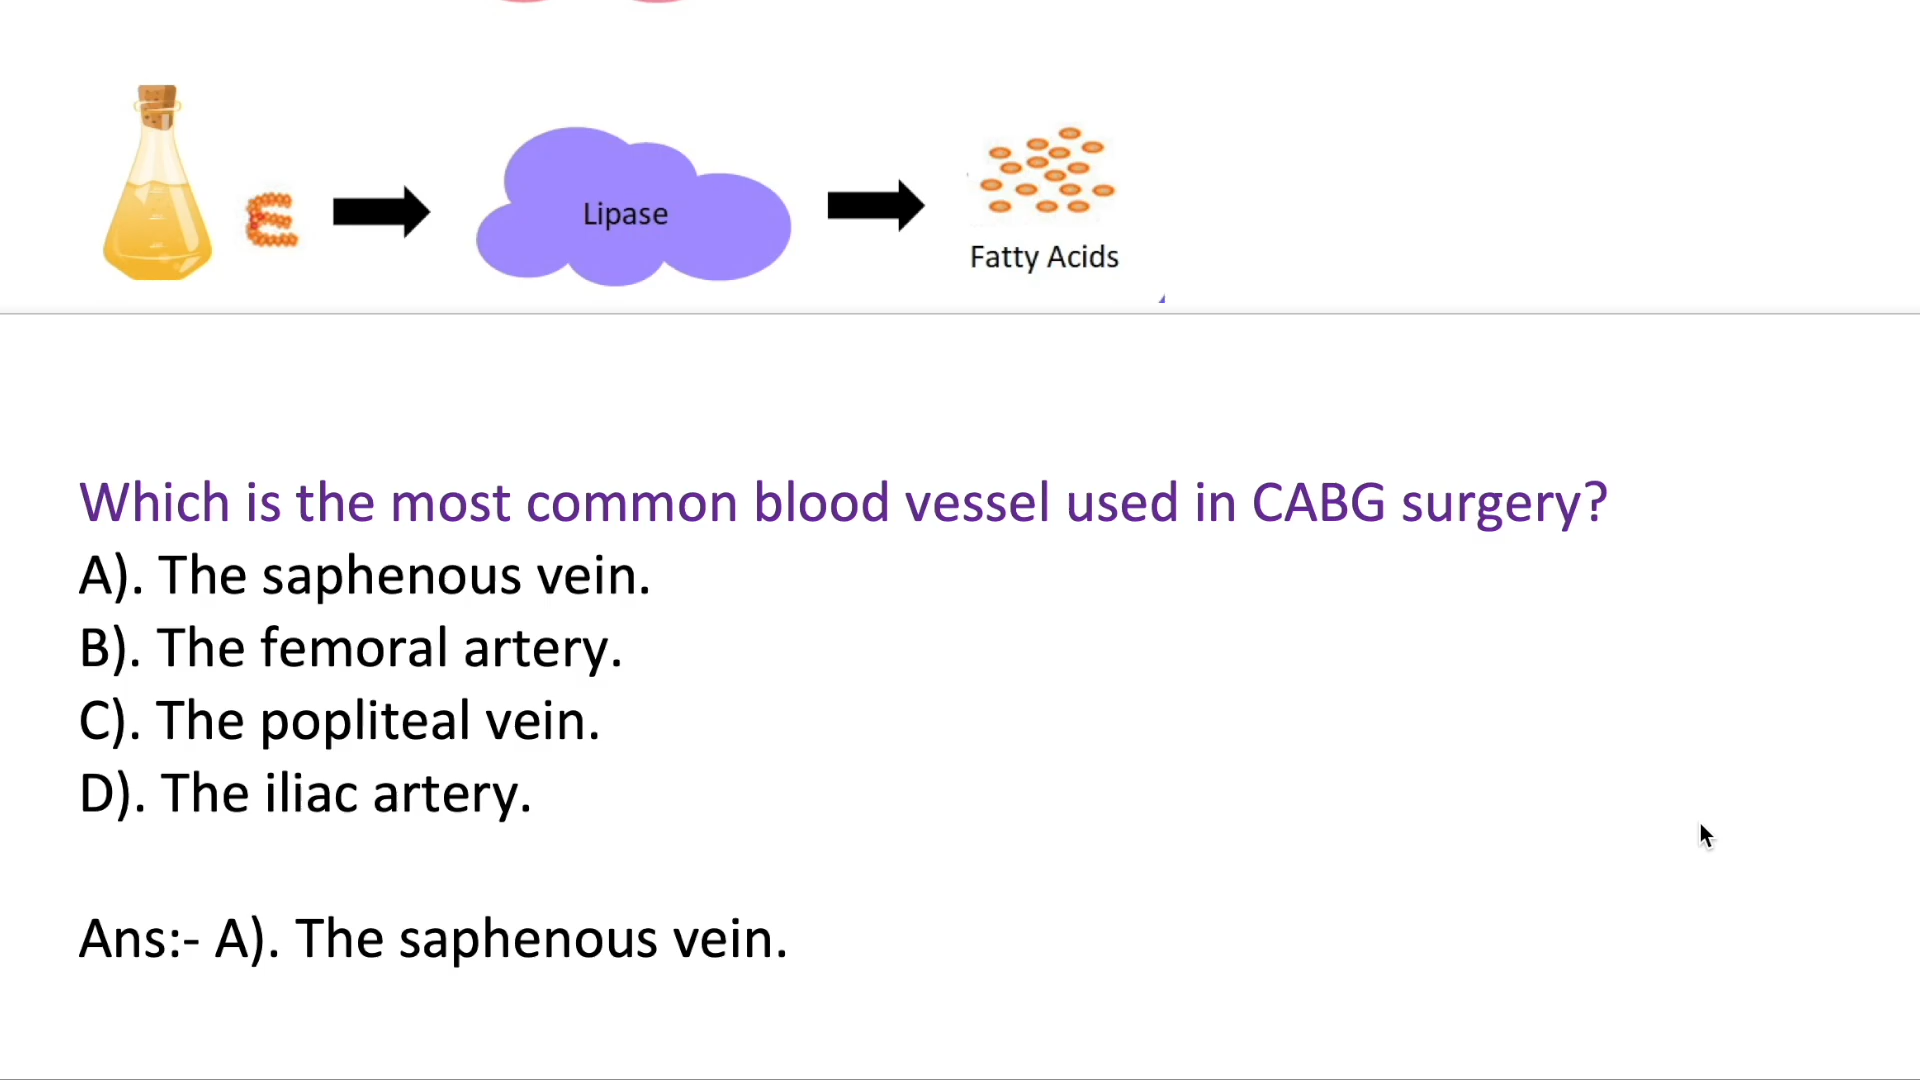 Lipase
Fatty Acids
Which is the most common blood vessel used in CABG surgery?
A). The saphenous vein.
B). The femoral artery.
C). The popliteal vein.
D). The iliac artery.
Ans:- A). The saphenous vein.